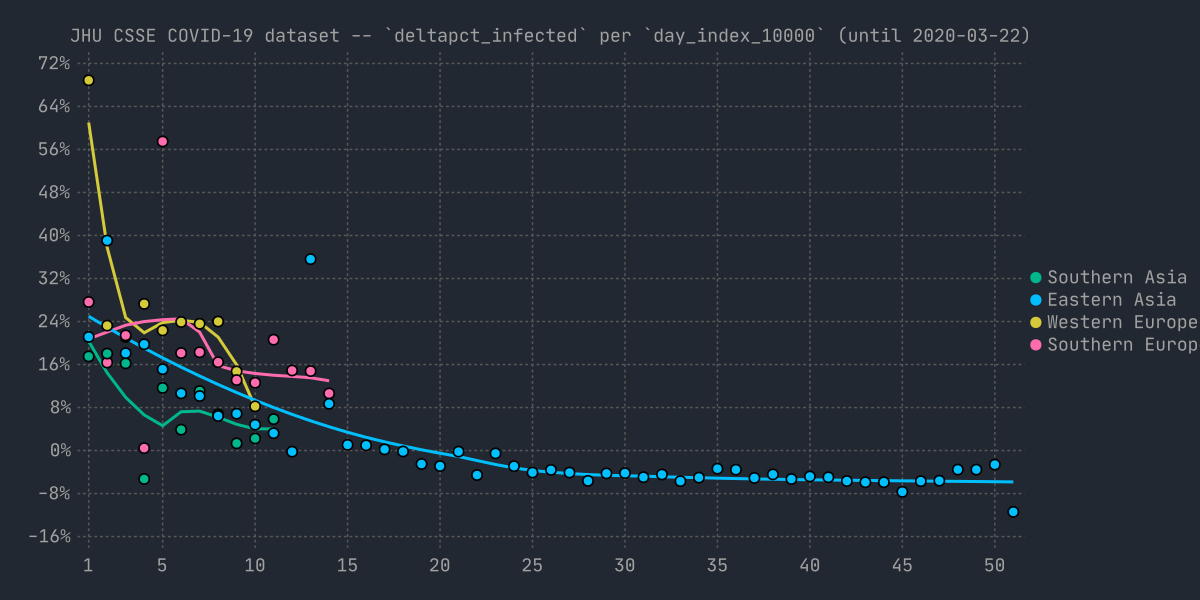 JHU CSSE COVID-19 dataset -- `deltapct_infected` per `day_index_10000` (until 2020-03-22)
72%
64%
56%
48%
40%
32%
24%
16%
8%
0%
-8%
-16%
1 5 10 15 20 25 30 35 40 45 50
Southern Asia
Eastern Asia
Western Europe
Southern Europ